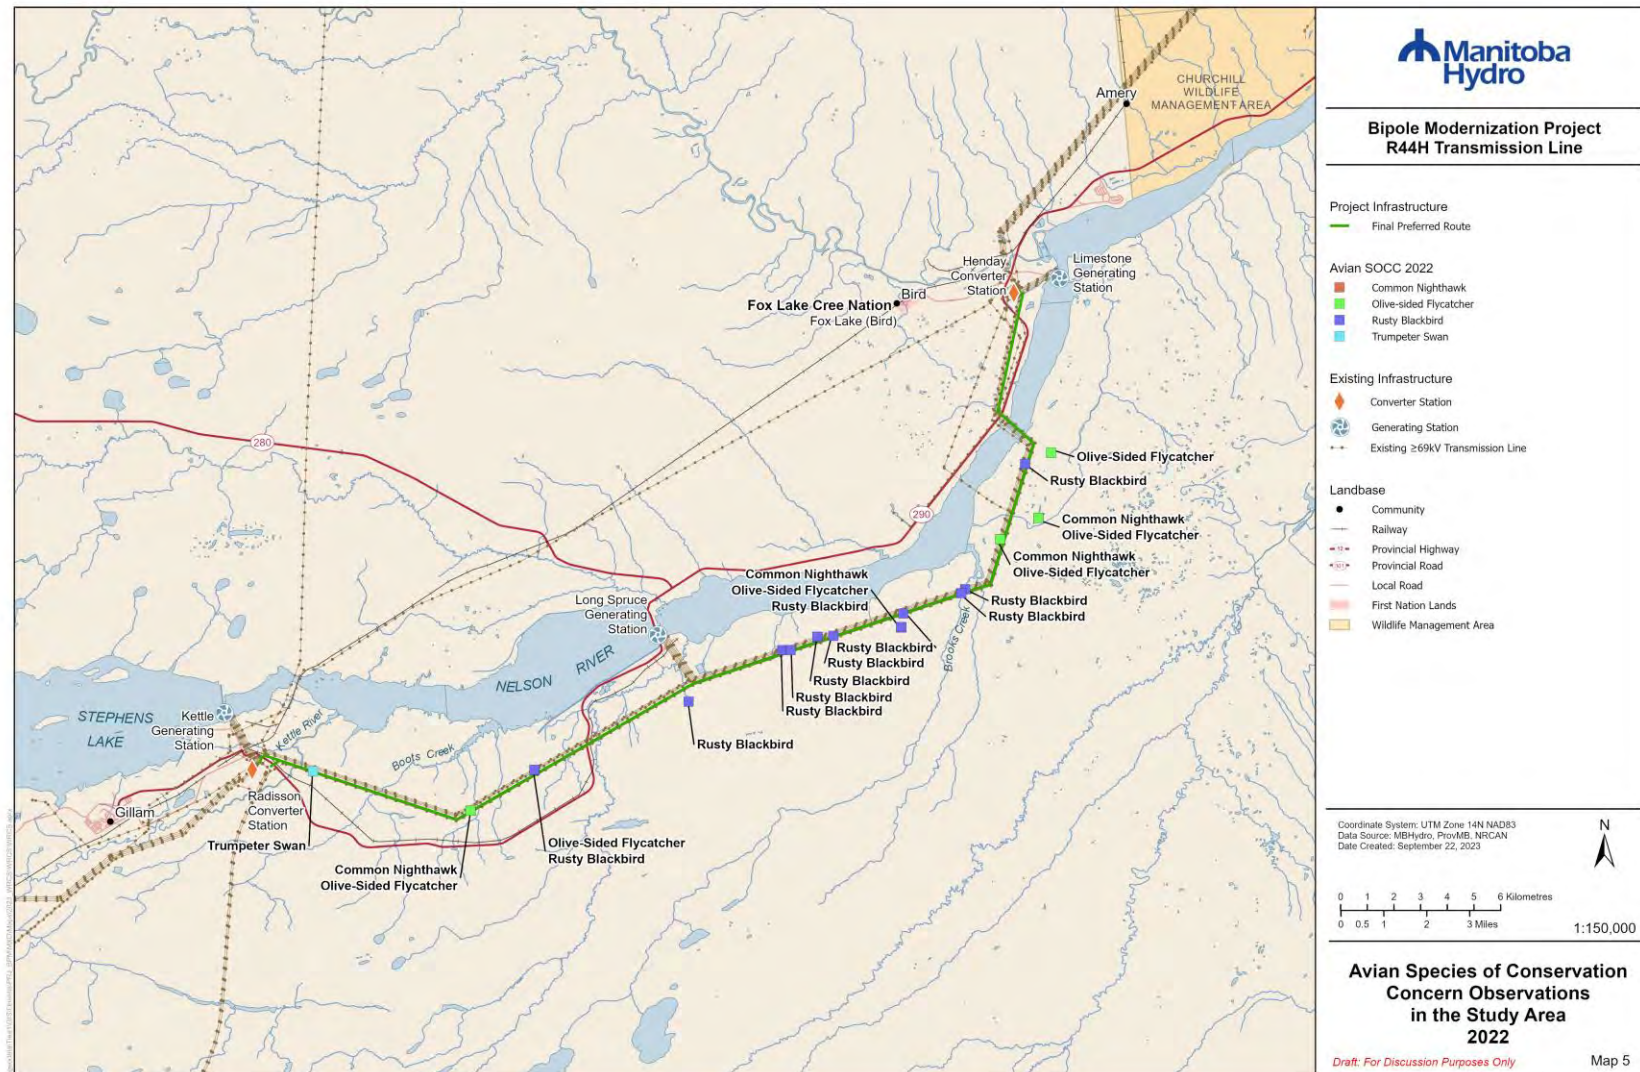 CHURCHILL
WILDLIFE
MANAGEMENT AREA
Amery
Henday
Converter
Station
Limestone
Generating
Station
Bird
Fox Lake Cree Nation
Fox Lake (Bird)
280
290
Olive-Sided Flycatcher
Rusty Blackbird
Common Nighthawk
Olive-Sided Flycatcher
Common Nighthawk
Olive-Sided Flycatcher
Common Nighthawk
Olive-Sided Flycatcher
Rusty Blackbird
Rusty Blackbird
Rusty Blackbird
Long Spruce
Generating
Station
Brooks Creek
Rusty Blackbird
Rusty Blackbird
Rusty Blackbird
Rusty Blackbird
Rusty Blackbird
NELSON RIVER
STEPHENS
LAKE
Kettle
Generating
Station
Kettle River
Boots Creek
Rusty Blackbird
Gillam
Radisson
Converter
Station
Trumpeter Swan
Olive-Sided Flycatcher
Rusty Blackbird
Common Nighthawk
Olive-Sided Flycatcher
Manitoba
Hydro
Bipole Modernization Project
R44H Transmission Line
Project Infrastructure
Final Preferred Route
Avian SOCC 2022
Common Nighthawk
Olive-sided Flycatcher
Rusty Blackbird
Trumpeter Swan
Existing Infrastructure
Converter Station
Generating Station
Existing ≥69kV Transmission Line
Landbase
Community
Railway
Provincial Highway
Provincial Road
Local Road
First Nation Lands
Wildlife Management Area
Coordinate System: UTM Zone 14N NAD83
Data Source: MBHydro, ProvMB, NRCAN
Date Created: September 22, 2023
N
0 1 2 3 4 5 6 Kilometres
0 0.5 1 2 3 Miles
1:150,000
Avian Species of Conservation
Concern Observations
in the Study Area
2022
Draft: For Discussion Purposes Only
Map 5